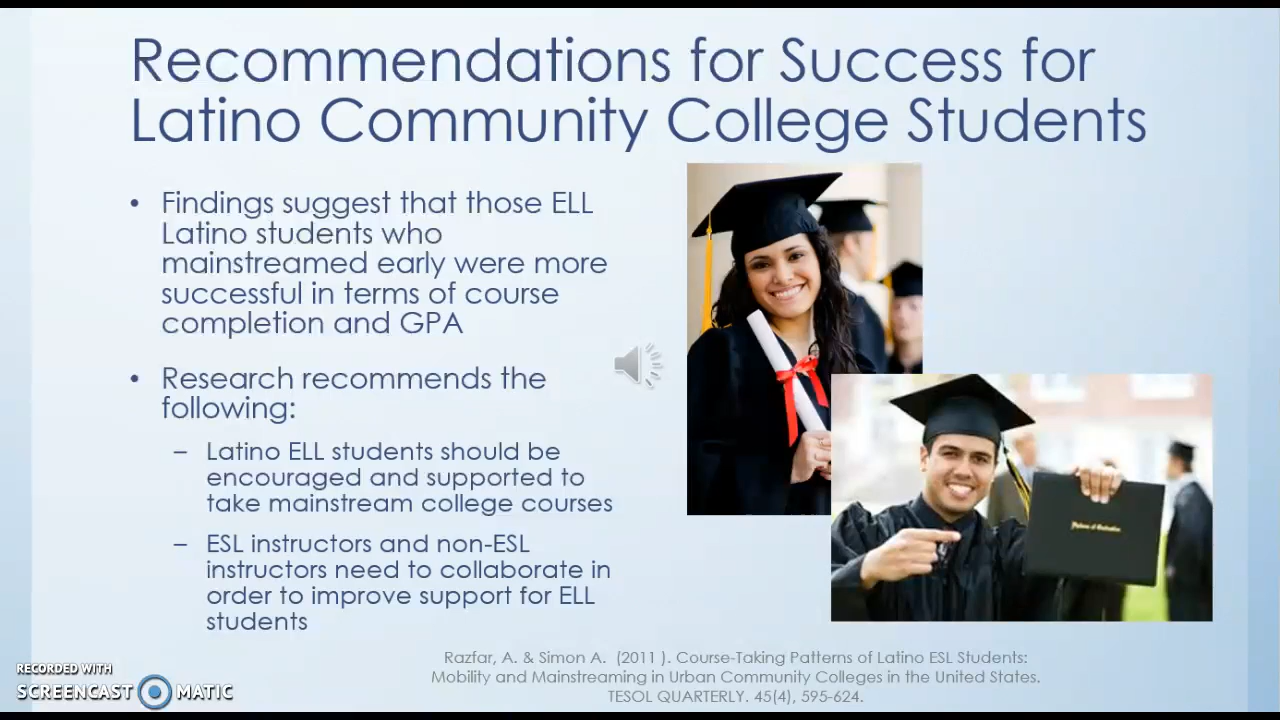 Recommendations for Success for
Latino Community College Students
• Findings suggest that those ELL
Latino students who
mainstreamed early were more
successful in terms of course
completion and GPA
• Research recommends the
following:
– Latino ELL students should be
encouraged and supported to
take mainstream college courses
– ESL instructors and non-ESL
instructors need to collaborate in
order to improve support for ELL
students
Razfar, A. & Simon A. (2011 ). Course-Taking Patterns of Latino ESL Students:
Mobility and Mainstreaming in Urban Community Colleges in the United States.
TESOL QUARTERLY. 45(4), 595-624.
RECORDED WITH
SCREENCAST MATIC